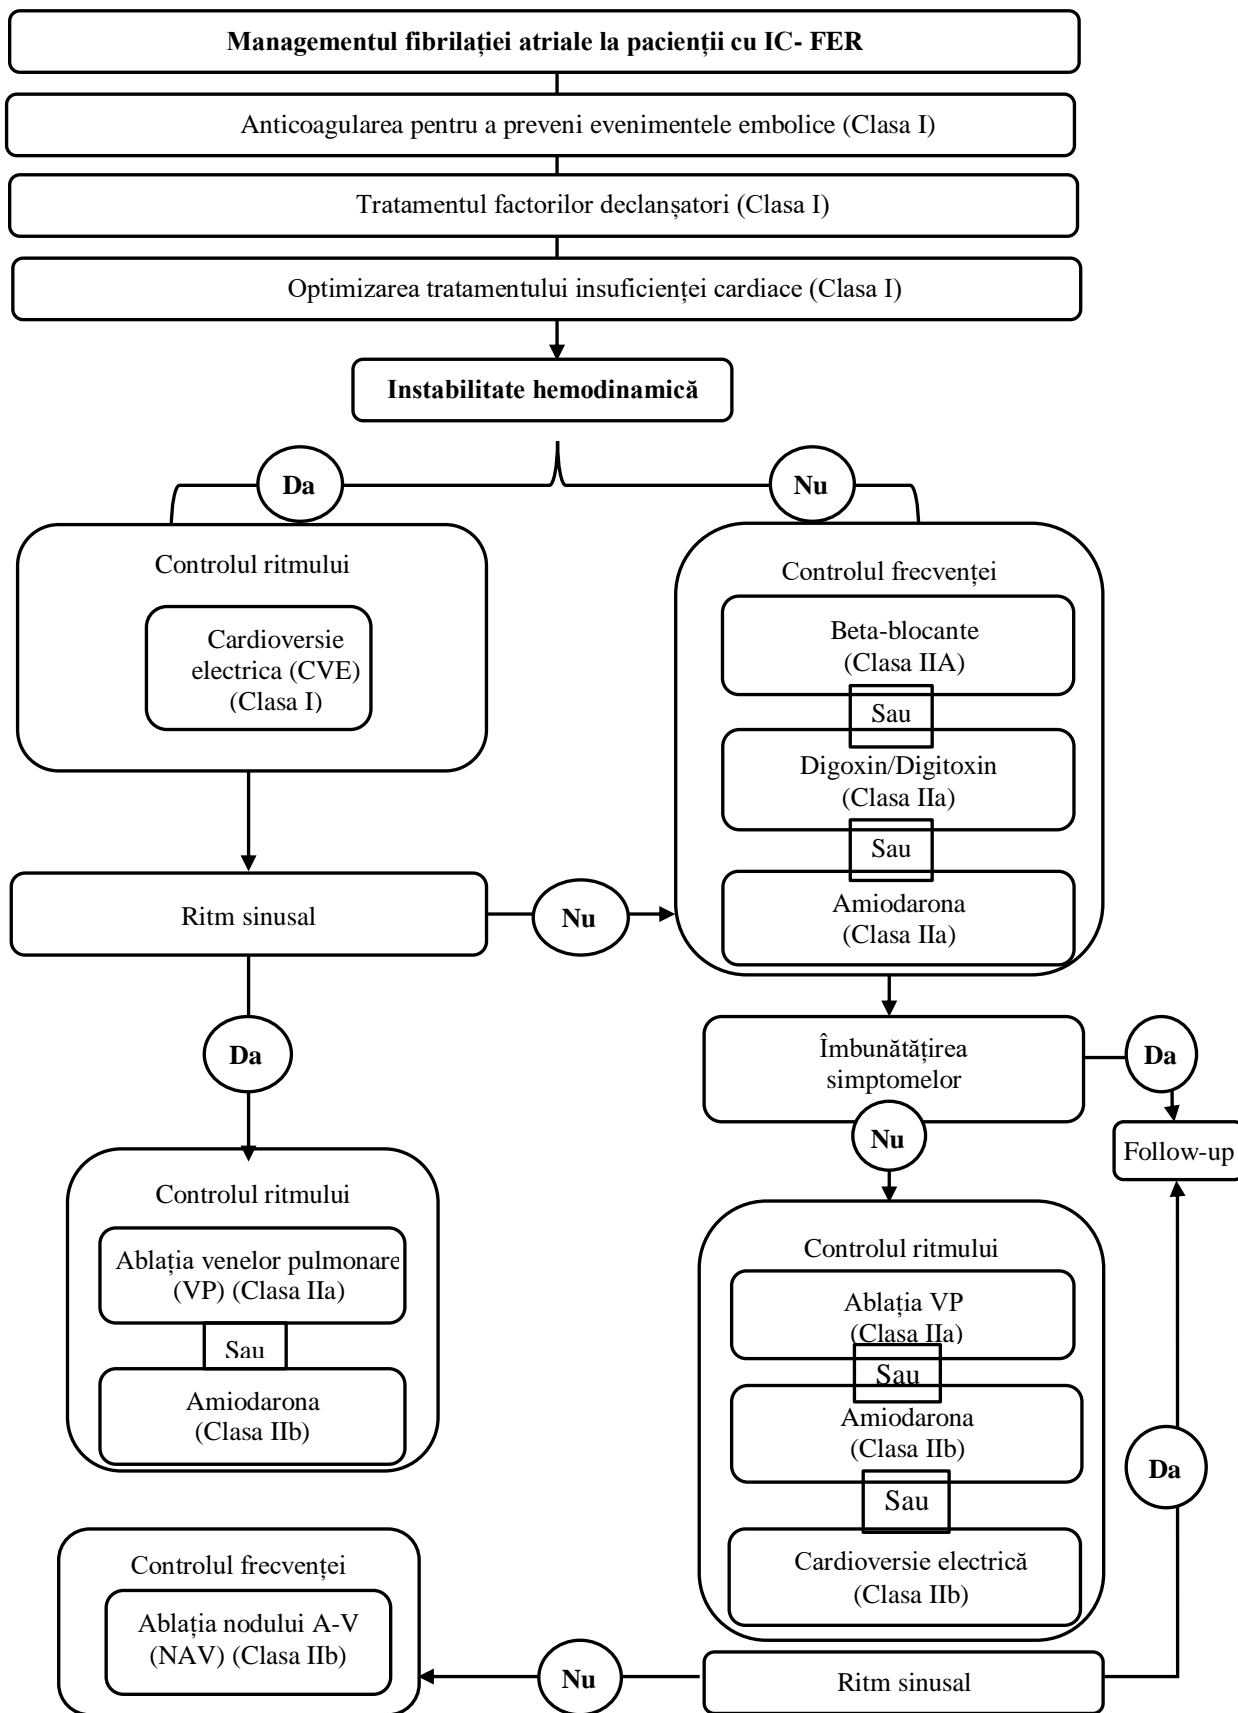 Managementul fibrilației atriale la pacienții cu IC- FER
Anticoagularea pentru a preveni evenimentele embolice (Clasa I)
Tratamentul factorilor declanșatori (Clasa I)
Optimizarea tratamentului insuficienței cardiace (Clasa I)
Instabilitate hemodinamică
Da
Nu
Controlul ritmului
Cardioversie
electrica (CVE)
(Clasa I)
Controlul frecvenței
Beta-blocante
(Clasa IIA)
Sau
Digoxin/Digitoxin
(Clasa IIa)
Sau
Amiodarona
(Clasa IIa)
Ritm sinusal
Nu
Da
Îmbunătățirea
simptomelor
Da
Nu
Follow-up
Controlul ritmului
Ablația venelor pulmonare
(VP) (Clasa IIa)
Sau
Amiodarona
(Clasa IIb)
Controlul ritmului
Ablația VP
(Clasa IIa)
Sau
Amiodarona
(Clasa IIb)
Sau
Cardioversie electrică
(Clasa IIb)
Da
Controlul frecvenței
Ablația nodului A-V
(NAV) (Clasa IIb)
Nu
Ritm sinusal